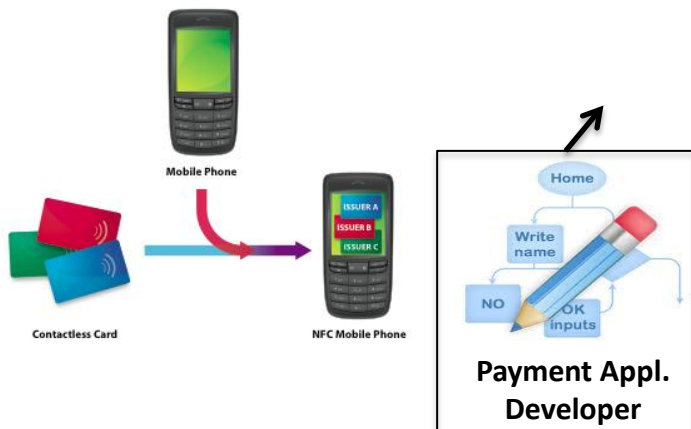 Mobile Phone
ISSUER A
ISSUER B
ISSUER C
Contactless Card
NFC Mobile Phone
Home
Write
name
NO
OK
inputs
Payment Appl.
Developer